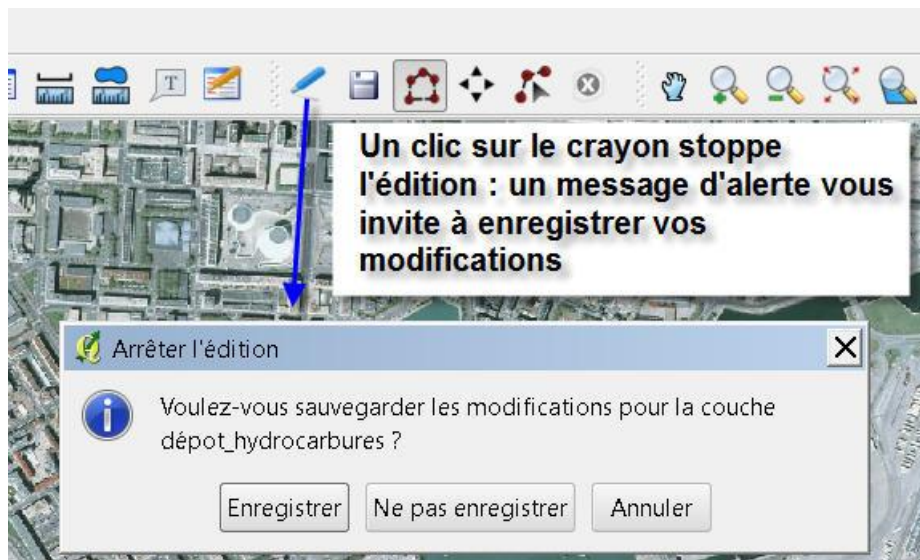 T
Un clic sur le crayon stoppe
l'édition : un message d'alerte vous
invite à enregistrer vos
modifications
Arrêter l'édition
Voulez-vous sauvegarder les modifications pour la couche
dépot_hydrocarbures ?
Enregistrer Ne pas enregistrer Annuler